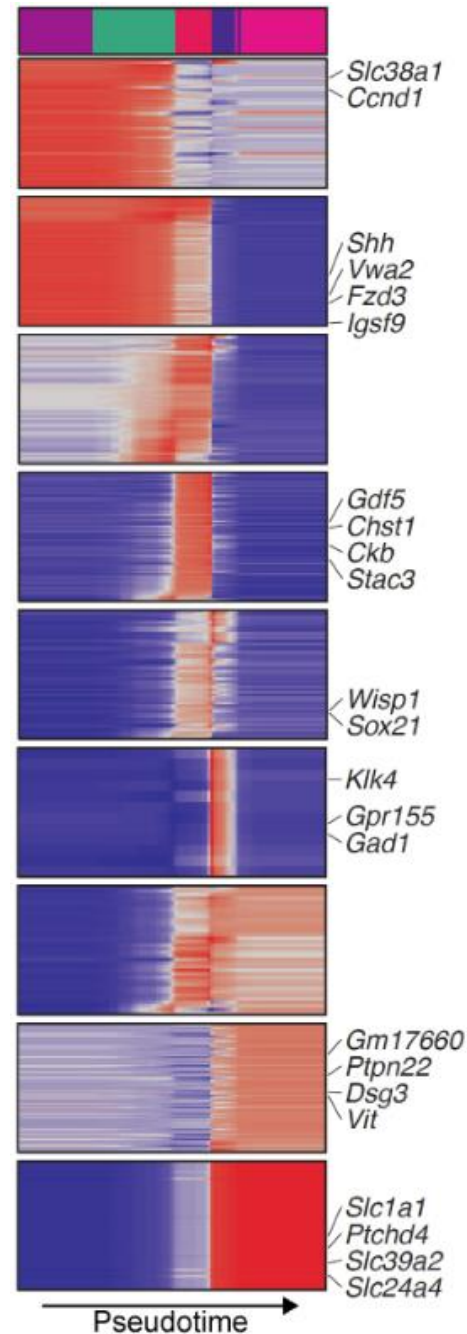 Slc38a1
Ccnd1
Shh
Vwa2
Fzd3
Igsf9
Gdf5
Chst1
Ckb
Stac3
Wisp1
Sox21
Klk4
Gpr155
Gad1
Gm17660
Ptpn22
Dsg3
Vit
Slc1a1
Ptchd4
Slc39a2
Slc24a4
Pseudotime